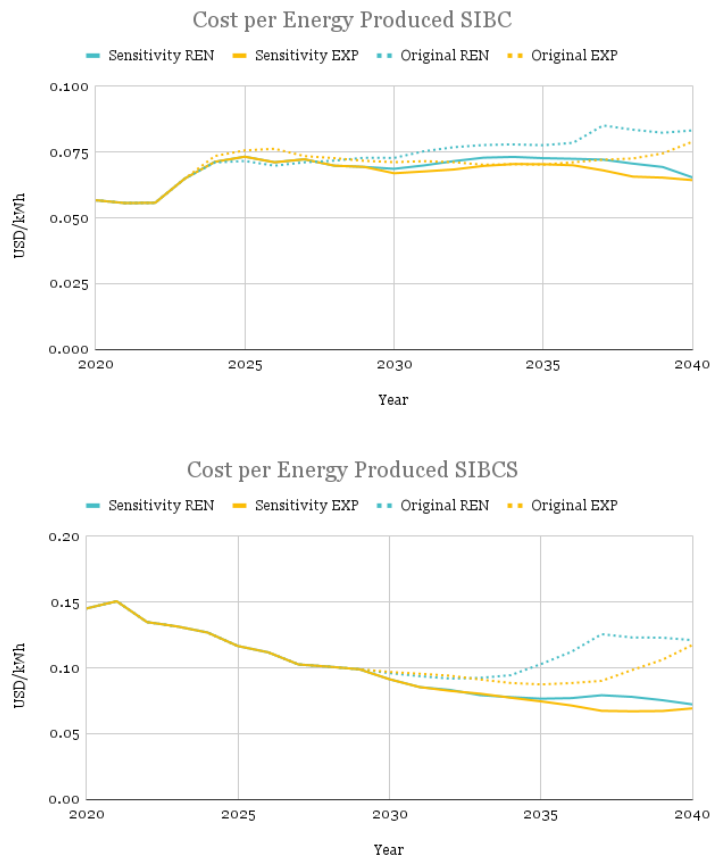 Cost per Energy Produced SIBC
Sensitivity REN Sensitivity EXP Original REN Original EXP
0.100
0.075
0.050
0.025
0.000
USD/kWh
2020 2025 2030 2035 2040
Year
Cost per Energy Produced SIBCS
Sensitivity REN Sensitivity EXP Original REN Original EXP
0.20
0.15
0.10
0.05
0.00
USD/kWh
2020 2025 2030 2035 2040
Year